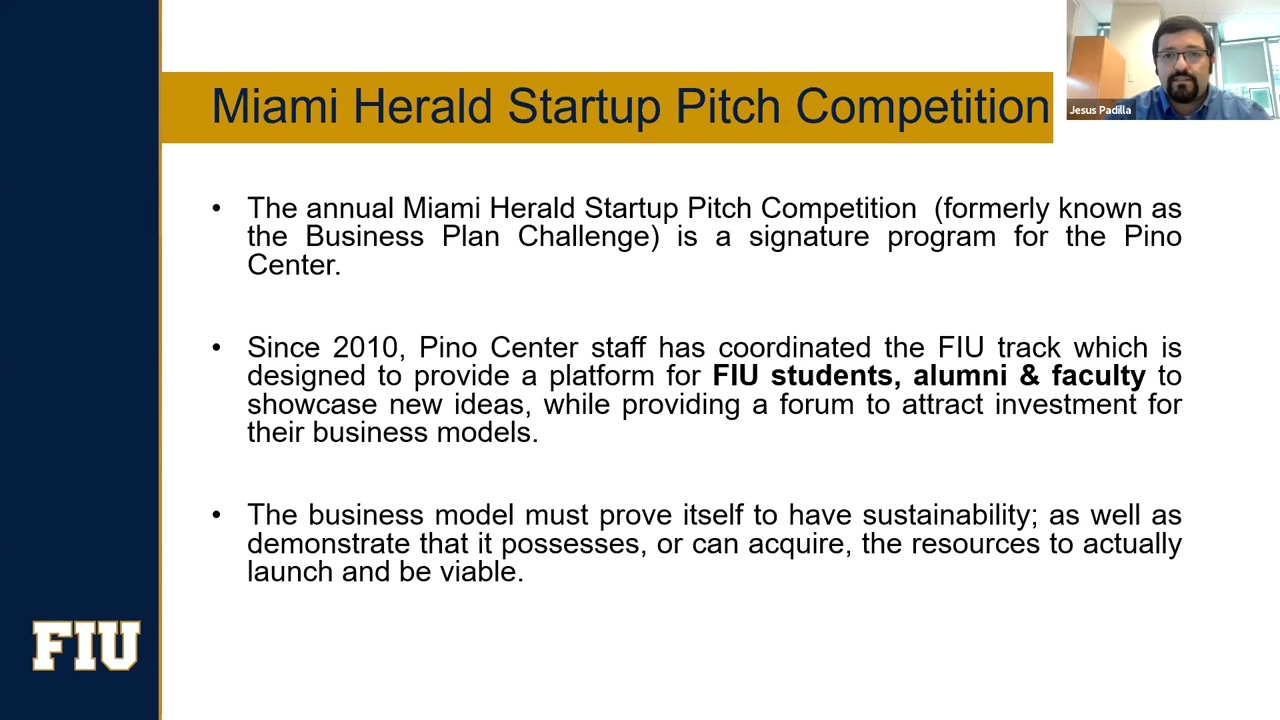 Miami Herald Startup Pitch Competition
Jesus Padilla
• The annual Miami Herald Startup Pitch Competition (formerly known as
the Business Plan Challenge) is a signature program for the Pino
Center.
• Since 2010, Pino Center staff has coordinated the FIU track which is
designed to provide a platform for FIU students, alumni & faculty to
showcase new ideas, while providing a forum to attract investment for
their business models.
• The business model must prove itself to have sustainability; as well as
demonstrate that it possesses, or can acquire, the resources to actually
launch and be viable.
FIU